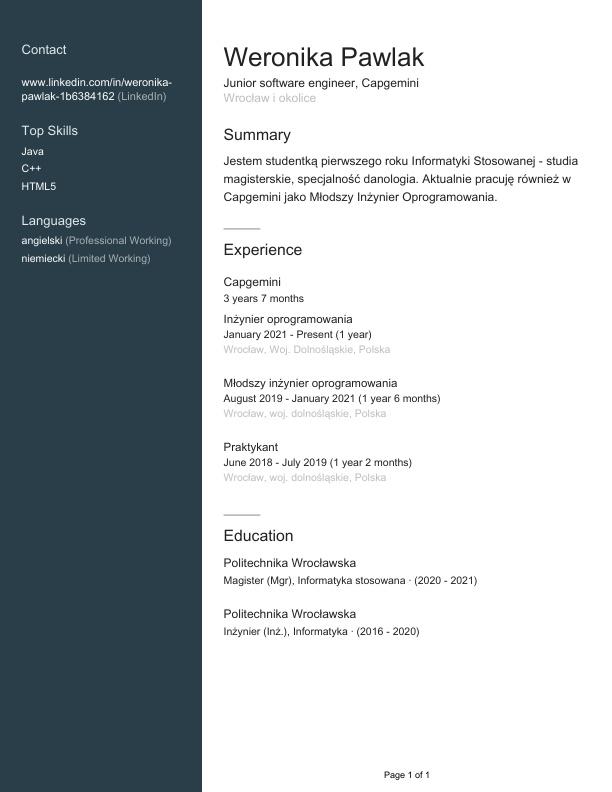 Contact
www.linkedin.com/in/weronika-
pawlak-1b6384162 (LinkedIn)
Top Skills
Java
C++
HTML5
Languages
angielski (Professional Working)
niemiecki (Limited Working)
Weronika Pawlak
Junior software engineer, Capgemini
Wrocław i okolice
Summary
Jestem studentką pierwszego roku Informatyki Stosowanej - studia
magisterskie, specjalność danologia. Aktualnie pracuję również w
Capgemini jako Młodszy Inżynier Oprogramowania.
Experience
Capgemini
3 years 7 months
Inżynier oprogramowania
January 2021 - Present (1 year)
Wrocław, Woj. Dolnośląskie, Polska
Młodszy inżynier oprogramowania
August 2019 - January 2021 (1 year 6 months)
Wrocław, woj. dolnośląskie, Polska
Praktykant
June 2018 - July 2019 (1 year 2 months)
Wrocław, woj. dolnośląskie, Polska
Education
Politechnika Wrocławska
Magister (Mgr), Informatyka stosowana · (2020 - 2021)
Politechnika Wrocławska
Inżynier (Inż.), Informatyka · (2016 - 2020)
Page 1 of 1